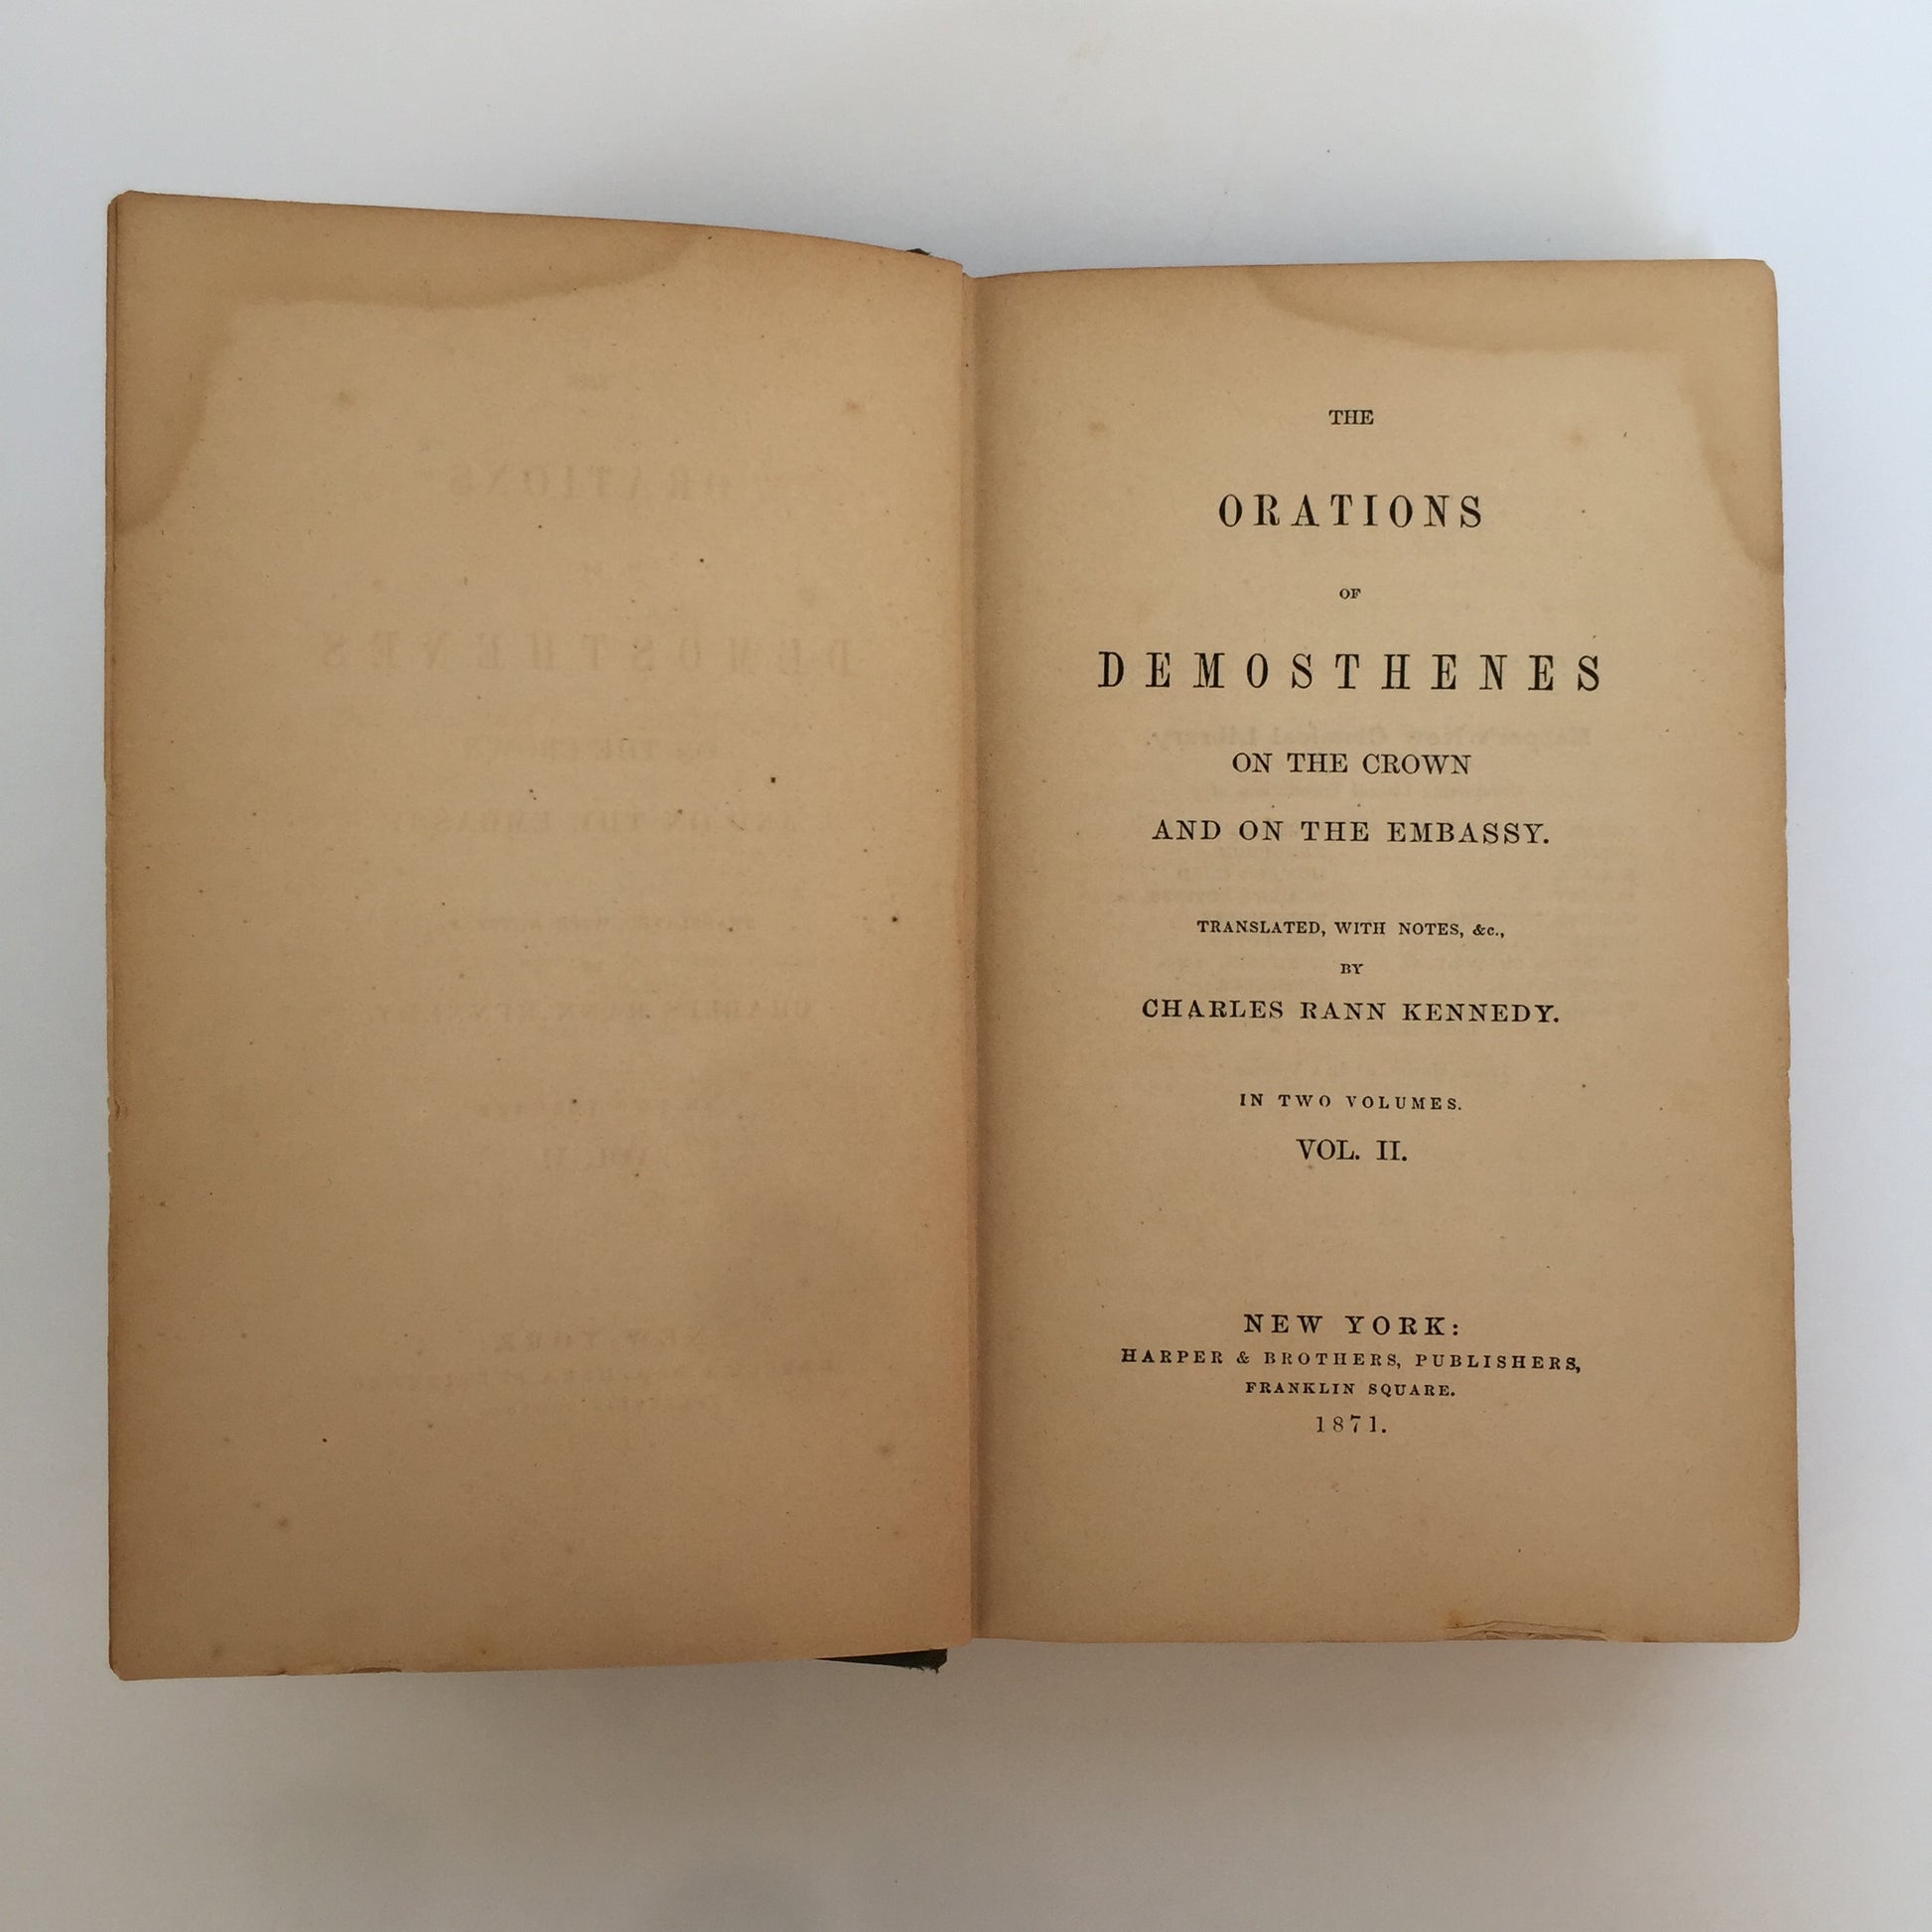 THE
ORATIONS
OF
DEMOSTHENES
ON THE CROWN
AND ON THE EMBASSY.
TRANSLATED, WITH NOTES, &c.,
BY
CHARLES RANN KENNEDY.
IN TWO VOLUMES.
VOL. II.
NEW YORK:
HARPER & BROTHERS, PUBLISHERS,
FRANKLIN SQUARE.
1871.